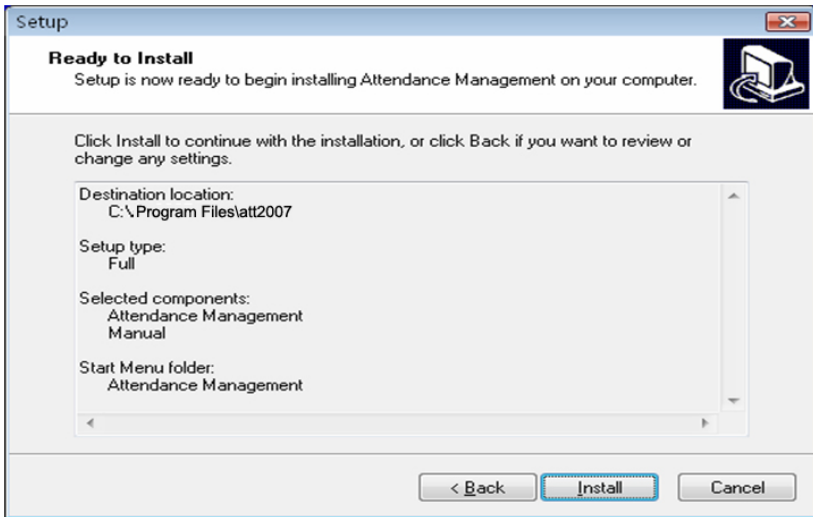 Setup
Ready to Install
Setup is now ready to begin installing Attendance Management on your computer.
Click Install to continue with the installation, or click Back if you want to review or
change any settings.
Destination location:
C:\Program Files\att2007
Setup type:
Full
Selected components:
Attendance Management
Manual
Start Menu folder:
Attendance Management
< Back
Install
Cancel